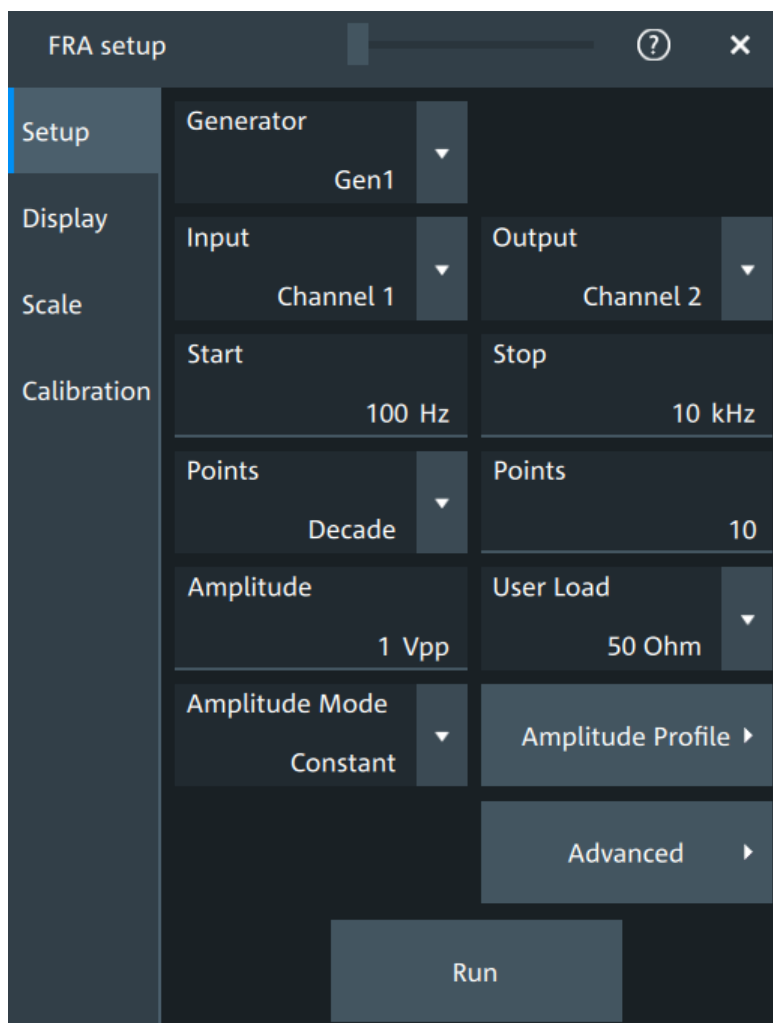 FRA setup ?
Setup
Display
Scale
Calibration
Generator
Gen1
Input
Channel 1
Output
Channel 2
Start
100 Hz
Stop
10 kHz
Points
Decade
Points
10
Amplitude
1 Vpp
User Load
50 Ohm
Amplitude Mode
Constant
Amplitude Profile
Advanced
Run